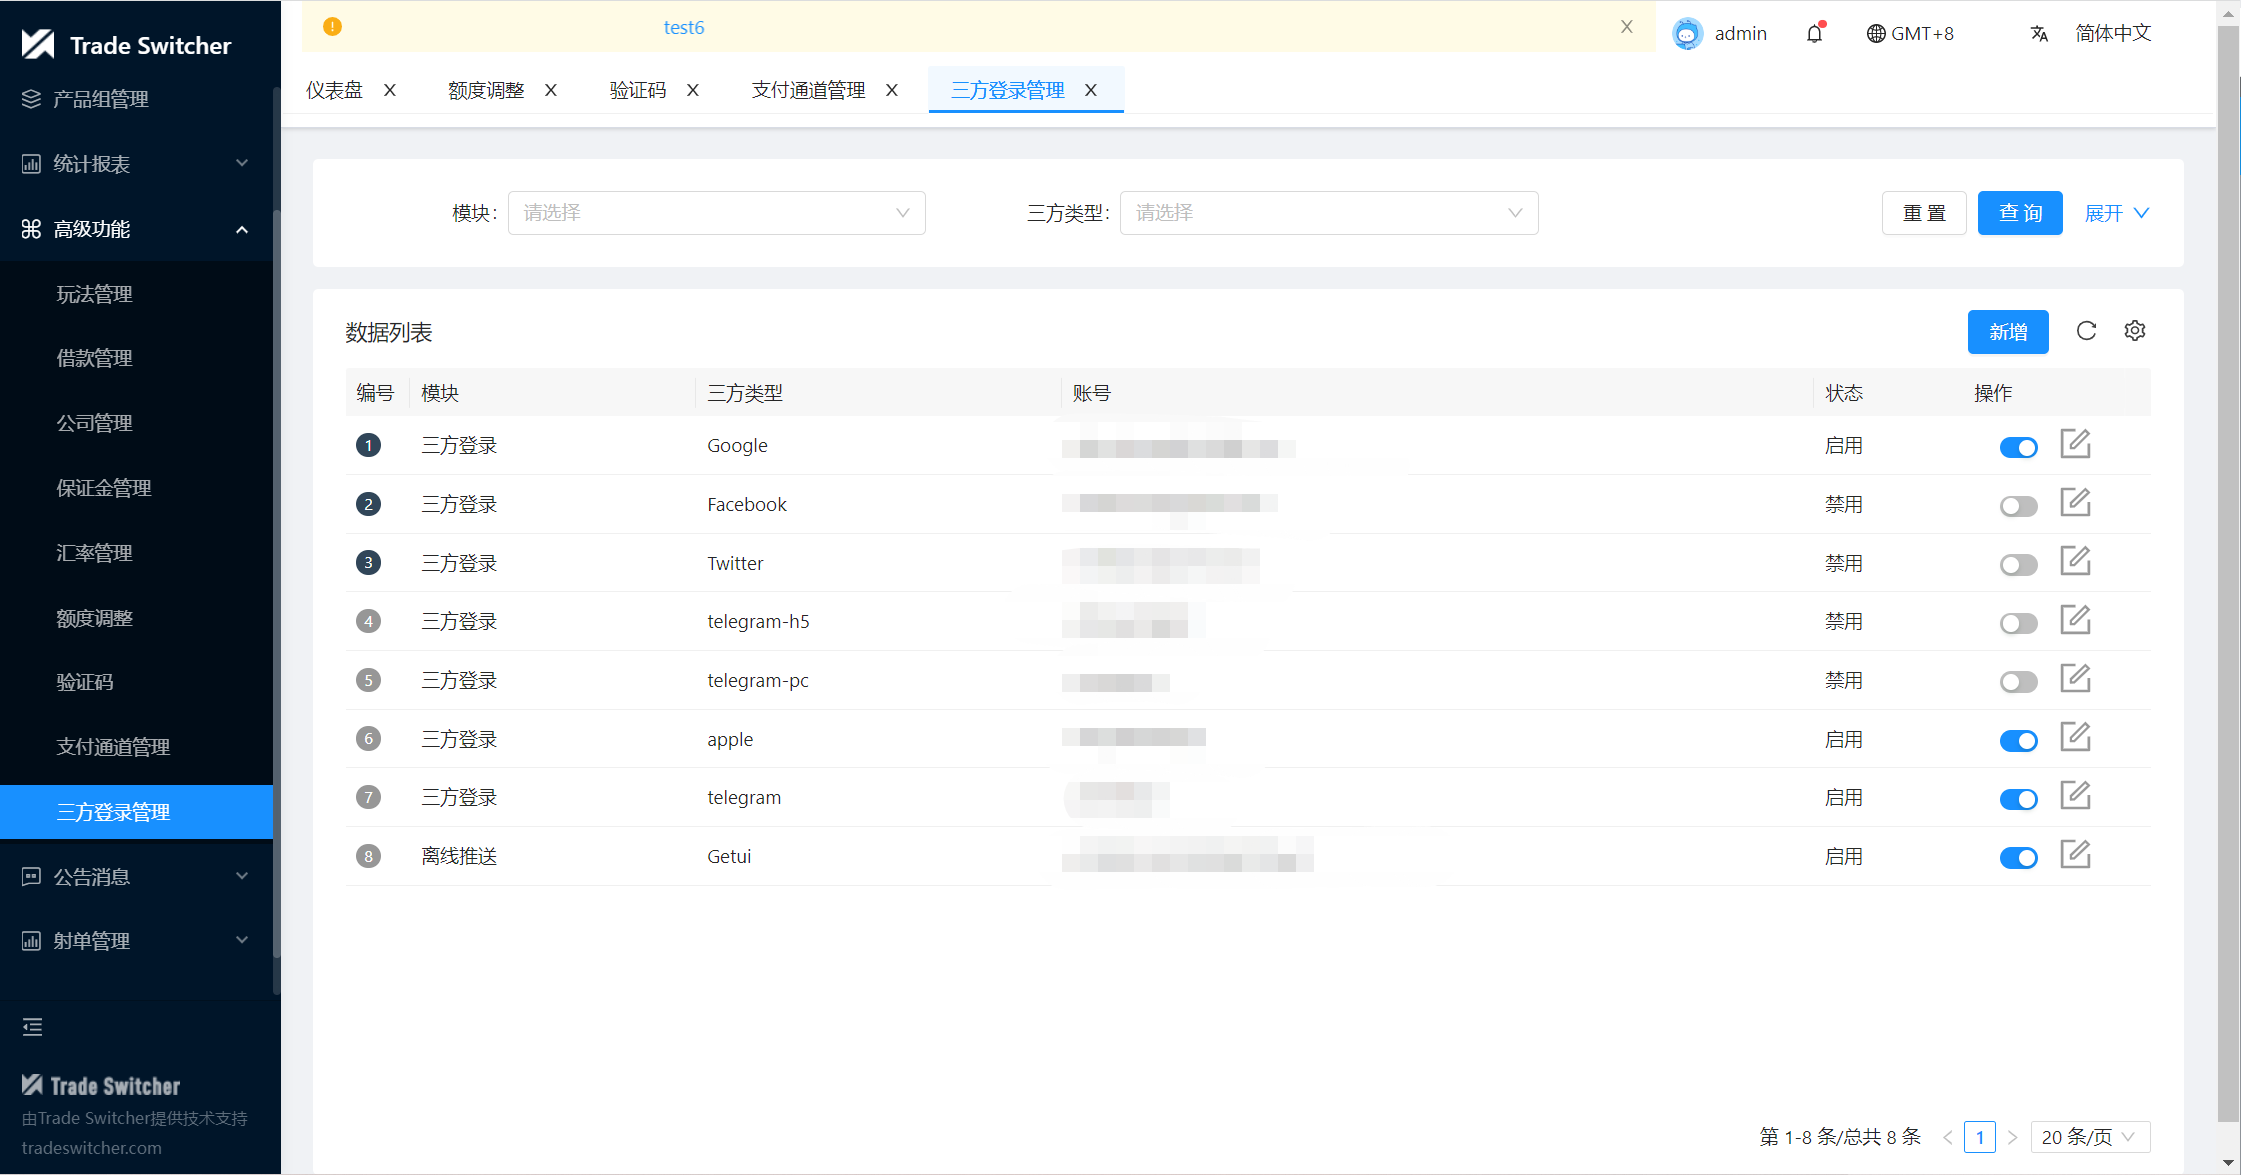 Trade Switcher
产品组管理
统计报表
高级功能
玩法管理
借款管理
公司管理
保证金管理
汇率管理
额度调整
验证码
支付通道管理
三方登录管理
公告消息
射单管理
Trade Switcher
由Trade Switcher提供技术支持
tradeswitcher.com
test6
admin
GMT+8
简体中文
仪表盘 X 额度调整 X 验证码 X 支付通道管理 X 三方登录管理 X
模块: 请选择 三方类型: 请选择 重 置 查 询 展开
数据列表 新增
编号 模块 三方类型 账号 状态 操作
1 三方登录 Google 启用
2 三方登录 Facebook 禁用
3 三方登录 Twitter 禁用
4 三方登录 telegram-h5 禁用
5 三方登录 telegram-pc 禁用
6 三方登录 apple 启用
7 三方登录 telegram 启用
8 离线推送 Getui 启用
第 1-8 条/总共 8 条 < 1 > 20 条/页